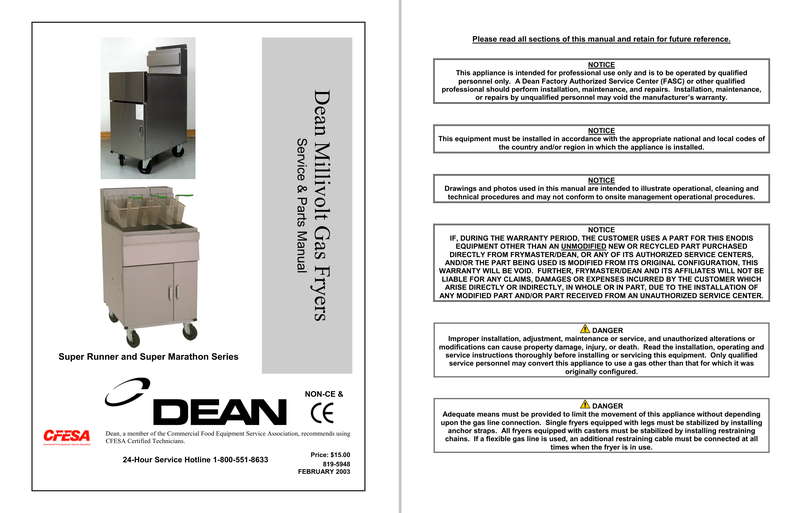 Dean Millivolt Gas Fryers
Service & Parts Manual
Super Runner and Super Marathon Series
DEAN
NON-CE &
CE
CFESA
Dean, a member of the Commercial Food Equipment Service Association, recommends using
CFESA Certified Technicians.
24-Hour Service Hotline 1-800-551-8633
Price: $15.00
819-5948
FEBRUARY 2003
Please read all sections of this manual and retain for future reference.
NOTICE
This appliance is intended for professional use only and is to be operated by qualified
personnel only. A Dean Factory Authorized Service Center (FASC) or other qualified
professional should perform installation, maintenance, and repairs. Installation, maintenance,
or repairs by unqualified personnel may void the manufacturer's warranty.
NOTICE
This equipment must be installed in accordance with the appropriate national and local codes of
the country and/or region in which the appliance is installed.
NOTICE
Drawings and photos used in this manual are intended to illustrate operational, cleaning and
technical procedures and may not conform to onsite management operational procedures.
NOTICE
IF, DURING THE WARRANTY PERIOD, THE CUSTOMER USES A PART FOR THIS ENODIS
EQUIPMENT OTHER THAN AN UNMODIFIED NEW OR RECYCLED PART PURCHASED
DIRECTLY FROM FRYMASTER/DEAN, OR ANY OF ITS AUTHORIZED SERVICE CENTERS,
AND/OR THE PART BEING USED IS MODIFIED FROM ITS ORIGINAL CONFIGURATION, THIS
WARRANTY WILL BE VOID. FURTHER, FRYMASTER/DEAN AND ITS AFFILIATES WILL NOT BE
LIABLE FOR ANY CLAIMS, DAMAGES OR EXPENSES INCURRED BY THE CUSTOMER WHICH
ARISE DIRECTLY OR INDIRECTLY, IN WHOLE OR IN PART, DUE TO THE INSTALLATION OF
ANY MODIFIED PART AND/OR PART RECEIVED FROM AN UNAUTHORIZED SERVICE CENTER.
DANGER
Improper installation, adjustment, maintenance or service, and unauthorized alterations or
modifications can cause property damage, injury, or death. Read the installation, operating and
service instructions thoroughly before installing or servicing this equipment. Only qualified
service personnel may convert this appliance to use a gas other than that for which it was
originally configured.
DANGER
Adequate means must be provided to limit the movement of this appliance without depending
upon the gas line connection. Single fryers equipped with legs must be stabilized by installing
anchor straps. All fryers equipped with casters must be stabilized by installing restraining
chains. If a flexible gas line is used, an additional restraining cable must be connected at all
times when the fryer is in use.